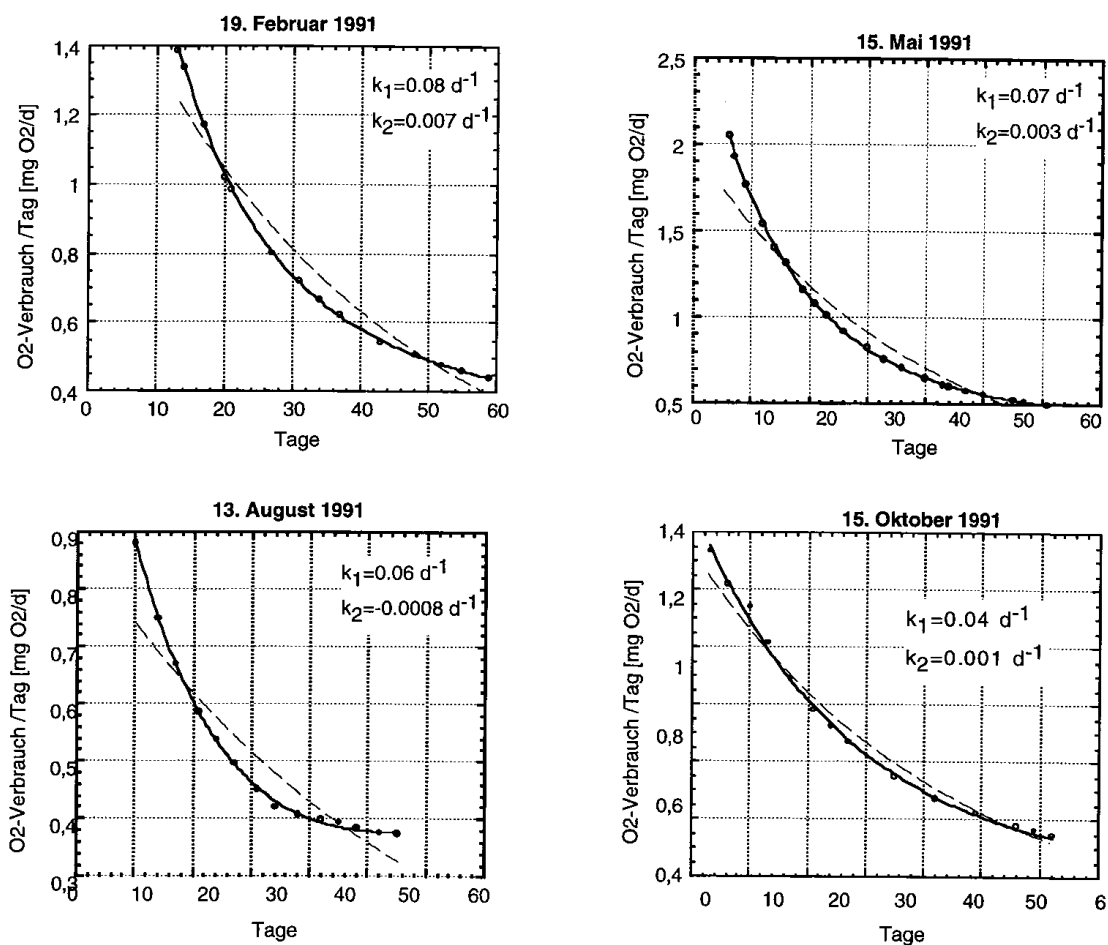 19. Februar 1991
O2-Verbrauch /Tag [mg O2/d]
1,4
1,2
1
0,8
0,6
0,4
k1=0.08 d-1
k2=0.007 d-1
0 10 20 30 40 50 60
Tage
15. Mai 1991
O2-Verbrauch /Tag [mg O2/d]
2,5
2
1,5
1
0,5
k1=0.07 d-1
k2=0.003 d-1
0 10 20 30 40 50 60
Tage
13. August 1991
O2-Verbrauch /Tag [mg O2/d]
0,9
0,8
0,7
0,6
0,5
0,4
0,3
k1=0.06 d-1
k2=-0.0008 d-1
10 20 30 40 50 60
Tage
15. Oktober 1991
O2-Verbrauch /Tag [mg O2/d]
1,4
1,2
1
0,8
0,6
0,4
k1=0.04 d-1
k2=0.001 d-1
0 10 20 30 40 50 6
Tage